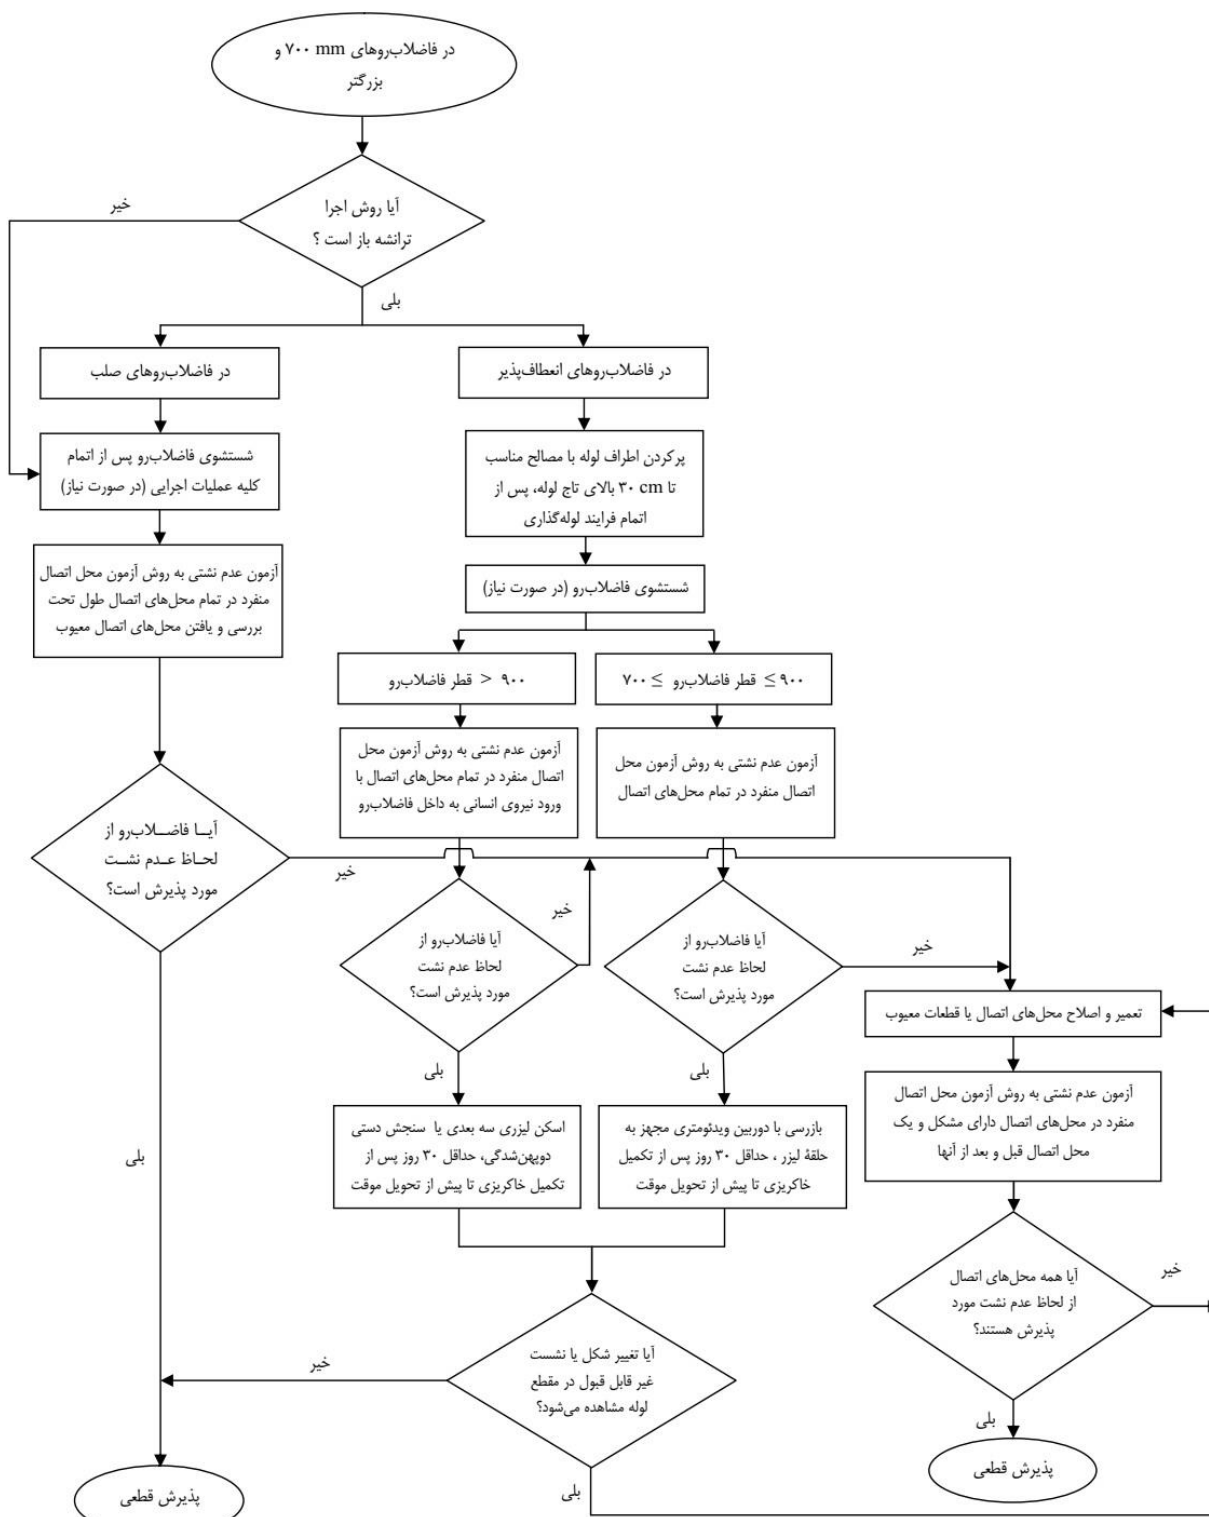 در فاضلاب‌روهای ۷۰۰ mm و
بزرگتر
آیا روش اجرا
ترانشه باز است ؟
خیر
بلی
در فاضلاب‌روهای صلب
در فاضلاب‌روهای انعطاف‌پذیر
شستشوی فاضلاب‌رو پس از اتمام
کلیه عملیات اجرایی (در صورت نیاز)
پرکردن اطراف لوله با مصالح مناسب
تا ۳۰ cm بالای تاج لوله، پس از
اتمام فرایند لوله‌گذاری
آزمون عدم نشتی به روش آزمون محل اتصال
منفرد در تمام محل‌های اتصال طول تحت
بررسی و یافتن محل‌های اتصال معیوب
شستشوی فاضلاب‌رو (در صورت نیاز)
۹۰۰ < قطر فاضلاب‌رو
۹۰۰ ≥ قطر فاضلاب‌رو ≥ ۷۰۰
آزمون عدم نشتی به روش آزمون محل
اتصال منفرد در تمام محل‌های اتصال با
ورود نیروی انسانی به داخل فاضلاب‌رو
آزمون عدم نشتی به روش آزمون محل
اتصال منفرد در تمام محل‌های اتصال
آیــا فاضــلاب‌رو از
لحـاظ عـدم نشـت
مورد پذیرش است؟
خیر
بلی
آیا فاضلاب‌رو از
لحاظ عدم نشت
مورد پذیرش است؟
خیر
بلی
آیا فاضلاب‌رو از
لحاظ عدم نشت
مورد پذیرش است؟
خیر
بلی
تعمیر و اصلاح محل‌های اتصال یا قطعات معیوب
آزمون عدم نشتی به روش آزمون محل اتصال
منفرد در محل‌های اتصال دارای مشکل و یک
محل اتصال قبل و بعد از آنها
اسکن لیزری سه بعدی یا سنجش دستی
دوپهن‌شدگی، حداقل ۳۰ روز پس از
تکمیل خاکریزی تا پیش از تحویل موقت
بازرسی با دوربین ویدئومتری مجهز به
حلقهٔ لیزر ، حداقل ۳۰ روز پس از تکمیل
خاکریزی تا پیش از تحویل موقت
آیا همه محل‌های اتصال
از لحاظ عدم نشت مورد
پذیرش هستند؟
خیر
بلی
آیا تغییر شکل یا نشست
غیر قابل قبول در مقطع
لوله مشاهده می‌شود؟
خیر
بلی
پذیرش قطعی
پذیرش قطعی